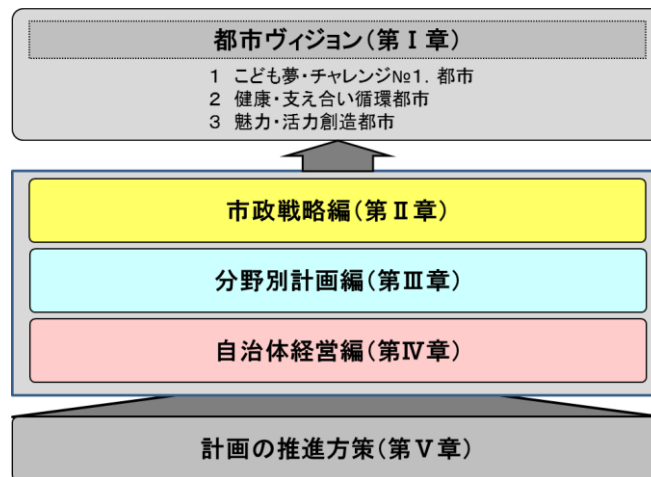 都市ヴィジョン(第Ⅰ章)
1 こども夢・チャレンジ№1．都市
2 健康・支え合い循環都市
3 魅力・活力創造都市
市政戦略編(第Ⅱ章)
分野別計画編(第Ⅲ章)
自治体経営編(第Ⅳ章)
計画の推進方策(第Ⅴ章)